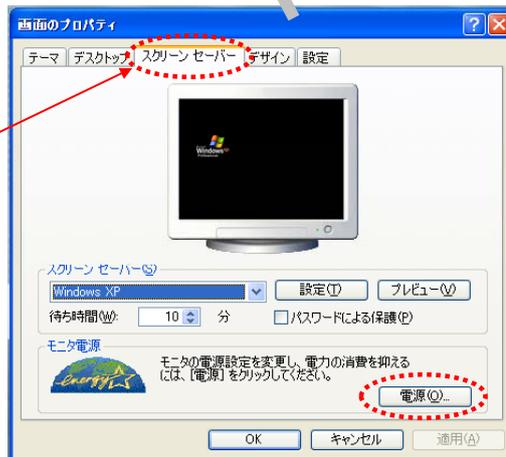 画面のプロパティ
テーマ デスクトップ スクリーン セーバー デザイン 設定
Windows
スクリーン セーバー(S)
Windows XP 設定(T) プレビュー(V)
待ち時間(W): 10 分 パスワードによる保護(P)
モニタ電源
モニタの電源設定を変更し、電力の消費を抑える
には、[電源] をクリックしてください。
energy
電源(O)...
OK キャンセル 適用(A)